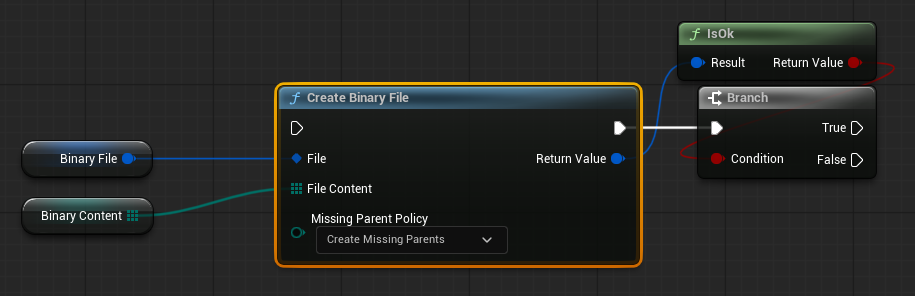 IsOk
Result
Return Value
Create Binary File
Branch
True
Binary File
File
Return Value
Condition
False
File Content
Binary Content
Missing Parent Policy
Create Missing Parents